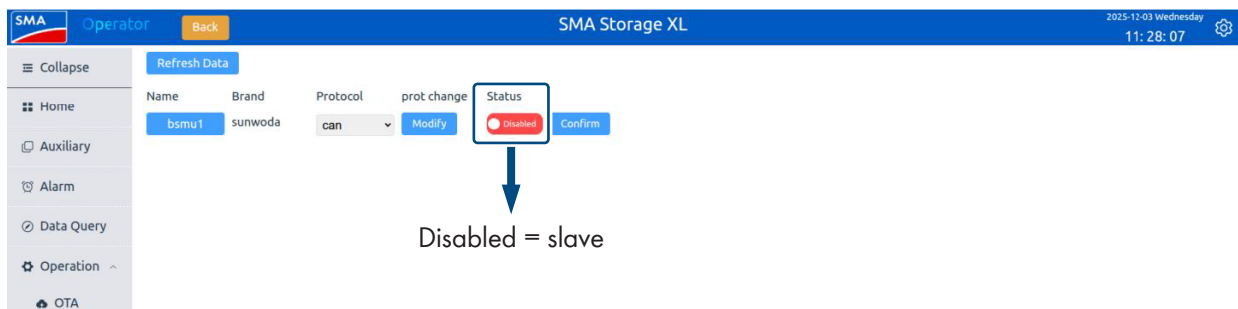 SMA Operator Back SMA Storage XL 2025-12-03 Wednesday
11: 28: 07
Collapse
Refresh Data
Home
Name Brand Protocol prot change Status
bsmu1 sunwoda can Modify Disabled Confirm
Auxiliary
Alarm
Data Query
Disabled = slave
Operation
OTA